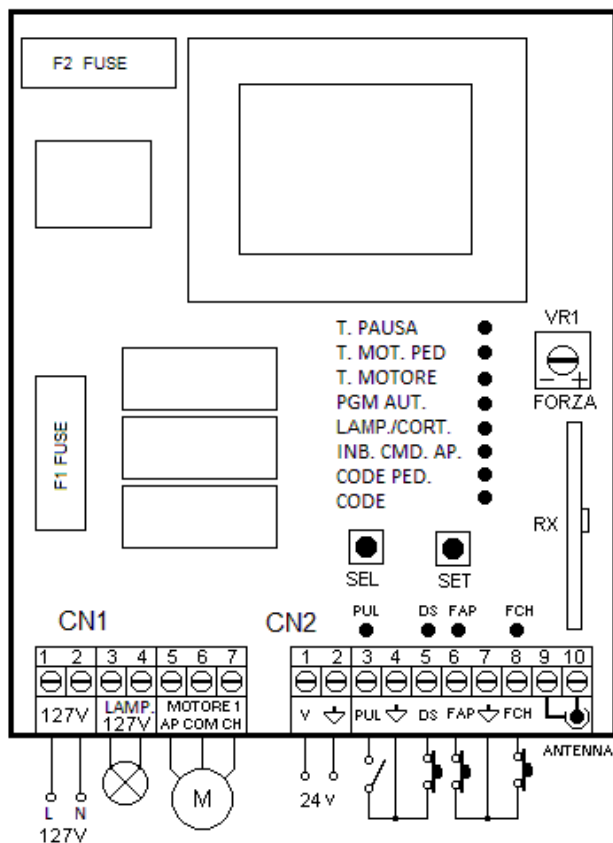 F2 FUSE
T. PAUSA
T. MOT. PED
T. MOTORE
PGM AUT.
LAMP./CORT.
INB. CMD. AP.
CODE PED.
CODE
VR1
- +
FORZA
F1 FUSE
RX
SEL
SET
PUL DS FAP FCH
CN1
CN2
1 2 3 4 5 6 7
1 2 3 4 5 6 7 8 9 10
127V
LAMP.
127V
MOTORE 1
AP COM CH
V PUL DS FAP FCH
ANTENNA
L N
127V
M
24 V